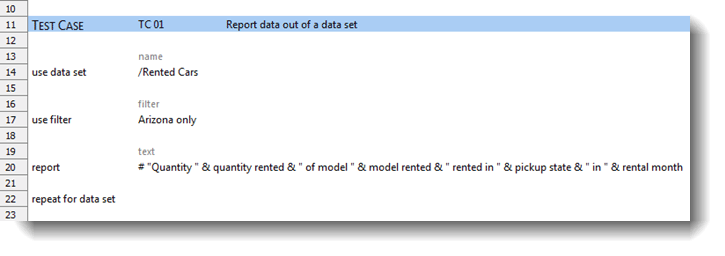 10
11 TEST CASE TC 01 Report data out of a data set
12
13 name
14 use data set /Rented Cars
15
16 filter
17 use filter Arizona only
18
19 text
20 report # "Quantity " & quantity rented & " of model " & model rented & " rented in " & pickup state & " in " & rental month
21
22 repeat for data set
23